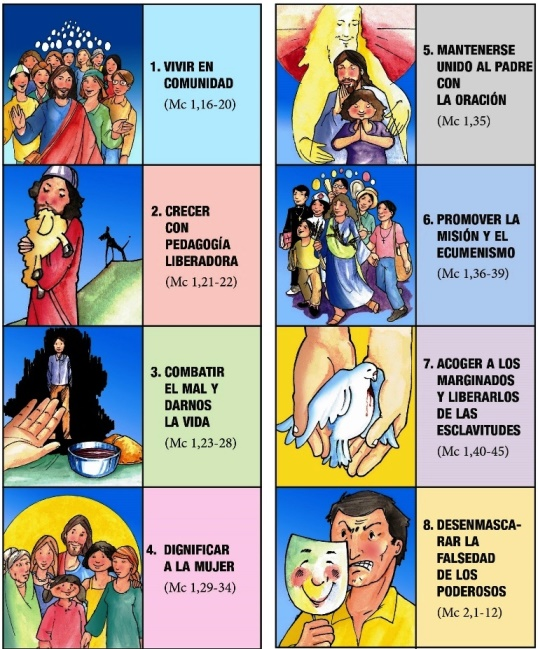 1. VIVIR EN
COMUNIDAD
(Mc 1,16-20)
2. CRECER
CON
PEDAGOGÍA
LIBERADORA
(Mc 1,21-22)
3. COMBATIR
EL MAL Y
DARNOS
LA VIDA
(Mc 1,23-28)
4. DIGNIFICAR
A LA MUJER
(Mc 1,29-34)
5. MANTENERSE
UNIDO AL PADRE
CON
LA ORACIÓN
(Mc 1,35)
6. PROMOVER LA
MISIÓN Y EL
ECUMENISMO
(Mc 1,36-39)
7. ACOGER A LOS
MARGINADOS
Y LIBERARLOS
DE LAS
ESCLAVITUDES
(Mc 1,40-45)
8. DESENMASCA-
RAR LA
FALSEDAD
DE LOS
PODEROSOS
(Mc 2,1-12)